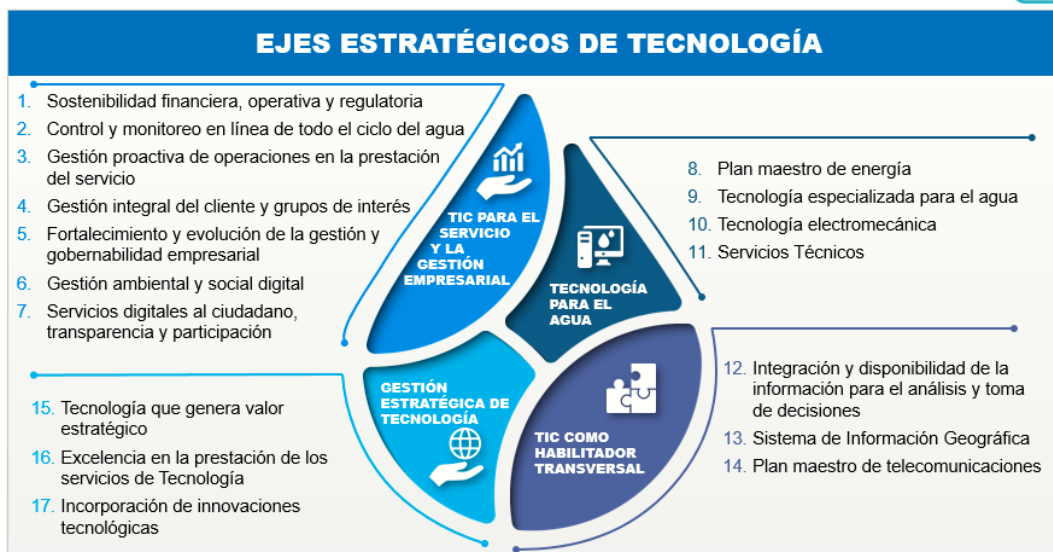 EJES ESTRATÉGICOS DE TECNOLOGÍA
1. Sostenibilidad financiera, operativa y regulatoria
2. Control y monitoreo en línea de todo el ciclo del agua
3. Gestión proactiva de operaciones en la prestación
del servicio
4. Gestión integral del cliente y grupos de interés
5. Fortalecimiento y evolución de la gestión y
gobernabilidad empresarial
6. Gestión ambiental y social digital
7. Servicios digitales al ciudadano,
transparencia y participación
TIC PARA EL
SERVICIO
Y LA
GESTIÓN
EMPRESARIAL
TECNOLOGÍA
PARA EL
AGUA
8. Plan maestro de energía
9. Tecnología especializada para el agua
10. Tecnología electromecánica
11. Servicios Técnicos
GESTIÓN
ESTRATÉGICA DE
TECNOLOGÍA
TIC COMO
HABILITADOR
TRANSVERSAL
12. Integración y disponibilidad de la
información para el análisis y toma
de decisiones
13. Sistema de Información Geográfica
14. Plan maestro de telecomunicaciones
15. Tecnología que genera valor
estratégico
16. Excelencia en la prestación de los
servicios de Tecnología
17. Incorporación de innovaciones
tecnológicas